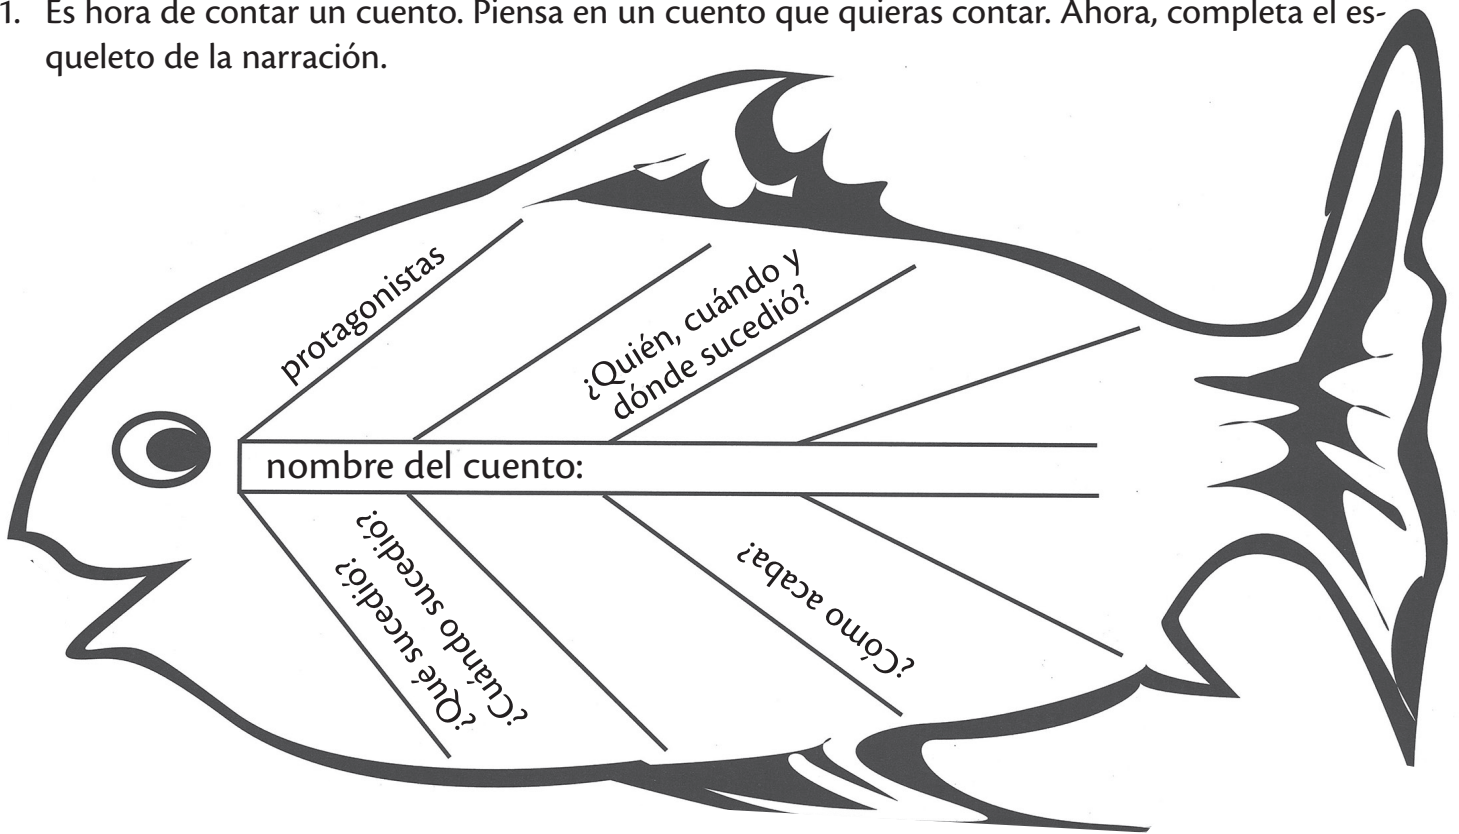 1. Es hora de contar un cuento. Piensa en un cuento que quieras contar. Ahora, completa el es-
queleto de la narración.
protagonistas
¿Quién, cuándo y
dónde sucedió?
nombre del cuento:
¿Qué sucedió?
¿Cuándo sucedió?
¿Cómo acaba?